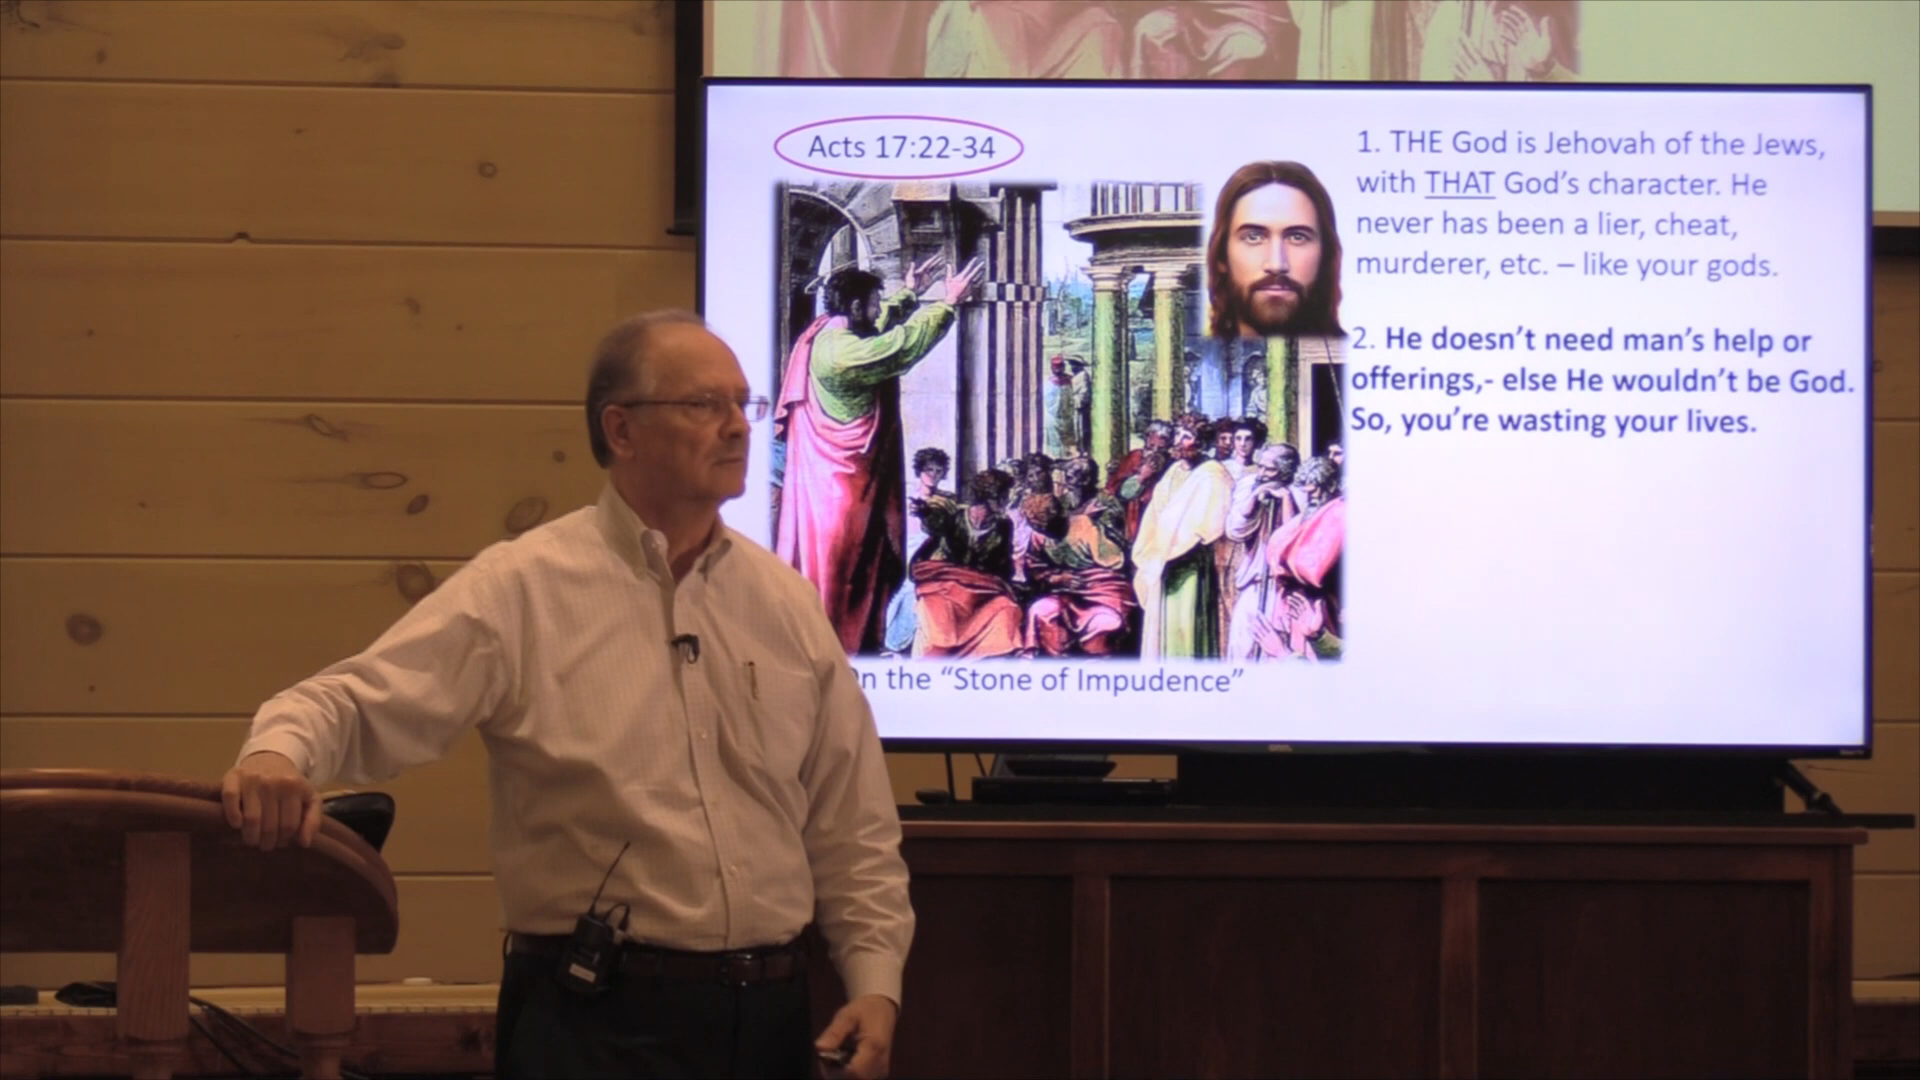 Acts 17:22-34
1. THE God is Jehovah of the Jews,
with THAT God's character. He
never has been a lier, cheat,
murderer, etc. – like your gods.
2. He doesn't need man's help or
offerings,- else He wouldn't be God.
So, you're wasting your lives.
On the “Stone of Impudence”